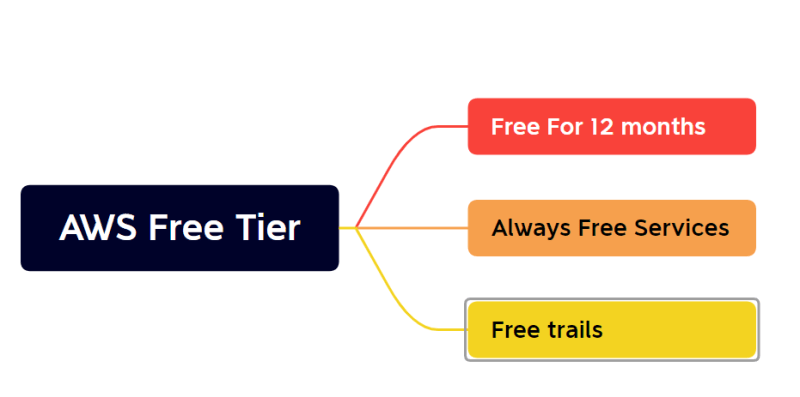 AWS Free Tier
Free For 12 months
Always Free Services
Free trails